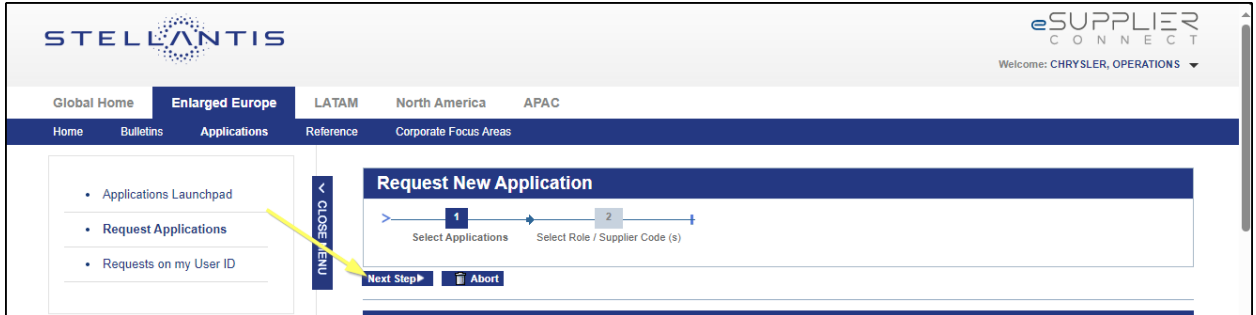 STELLANTIS
eSUPPLIER
CONNECT
Welcome: CHRYSLER, OPERATIONS
Global Home Enlarged Europe LATAM North America APAC
Home Bulletins Applications Reference Corporate Focus Areas
Applications Launchpad
Request Applications
Requests on my User ID
< CLOSE MENU
Request New Application
1 2
Select Applications Select Role / Supplier Code (s)
Next Step Abort